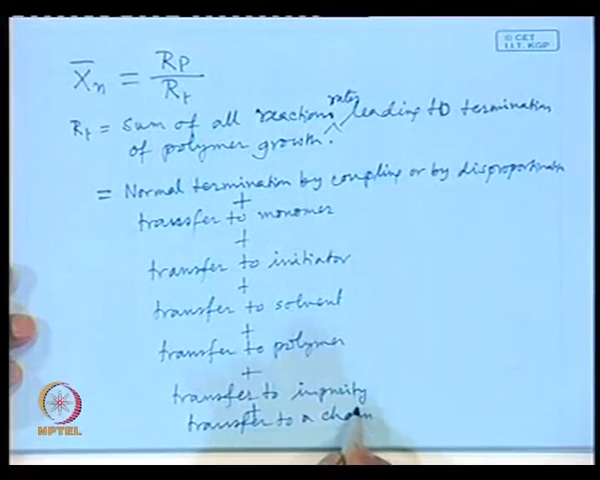 © CET
I.I.T. KGP
X̄n = RP / Rt
Rt = Sum of all reactions rates leading to termination
of polymer growth.
= Normal termination by coupling or by disproportination
+
transfer to monomer
+
transfer to initiator
+
transfer to solvent
+
transfer to polymer
+
transfer to impurity
+
transfer to a chain
NPTEL